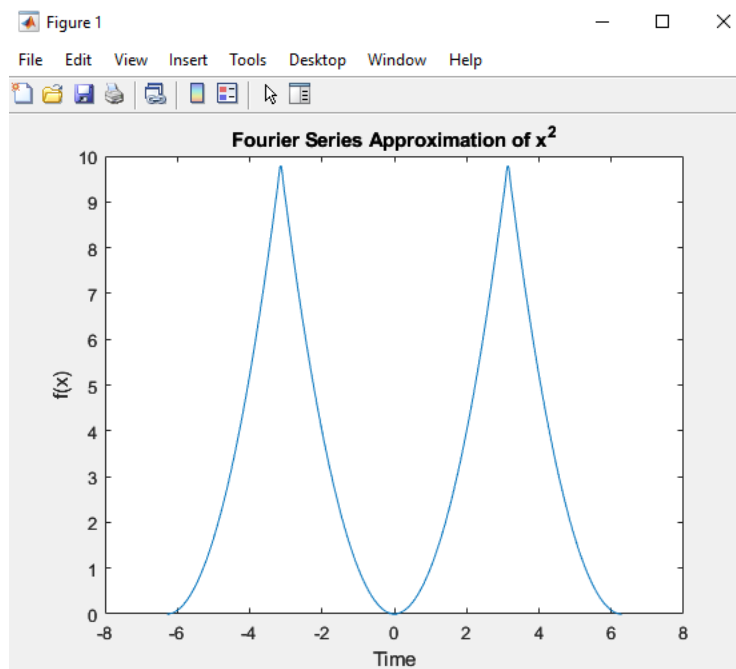 Figure 1
File Edit View Insert Tools Desktop Window Help
Fourier Series Approximation of x²
10
9
8
7
6
5
4
3
2
1
0
f(x)
-8 -6 -4 -2 0 2 4 6 8
Time